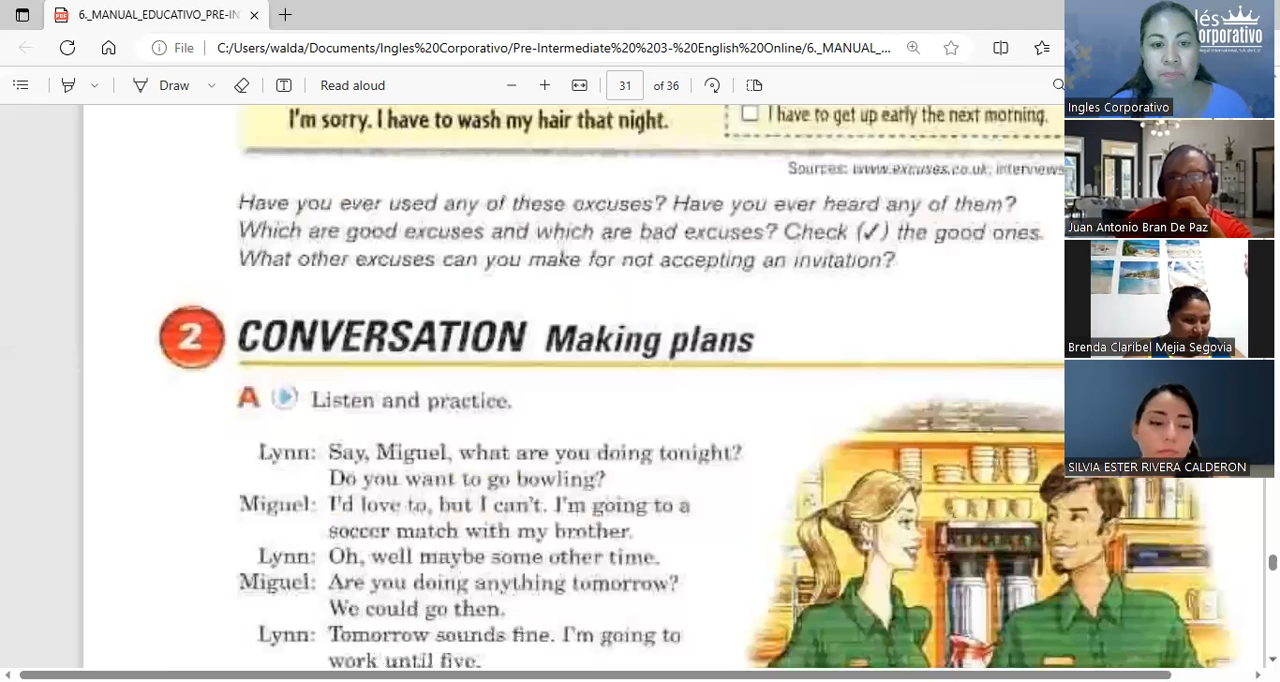 6._MANUAL_EDUCATIVO_PRE-IN
File
C:/Users/walda/Documents/Ingles%20Corporativo/Pre-Intermediate%20%203-%20English%20Online/6._MANUAL_...
Draw
Read aloud
31
of 36
I'm sorry. I have to wash my hair that night.
I have to get up early the next morning.
Sources: www.excuses.co.uk; interviews
Have you ever used any of these excuses? Have you ever heard any of them?
Which are good excuses and which are bad excuses? Check (✓) the good ones.
What other excuses can you make for not accepting an invitation?
2 CONVERSATION Making plans
A Listen and practice.
Lynn: Say, Miguel, what are you doing tonight?
Do you want to go bowling?
Miguel: I'd love to, but I can't. I'm going to a
soccer match with my brother.
Lynn: Oh, well maybe some other time.
Miguel: Are you doing anything tomorrow?
We could go then.
Lynn: Tomorrow sounds fine. I'm going to
work until five.
lés
orporativo
Ingles Corporativo
Juan Antonio Bran De Paz
Brenda Claribel Mejia Segovia
SILVIA ESTER RIVERA CALDERON